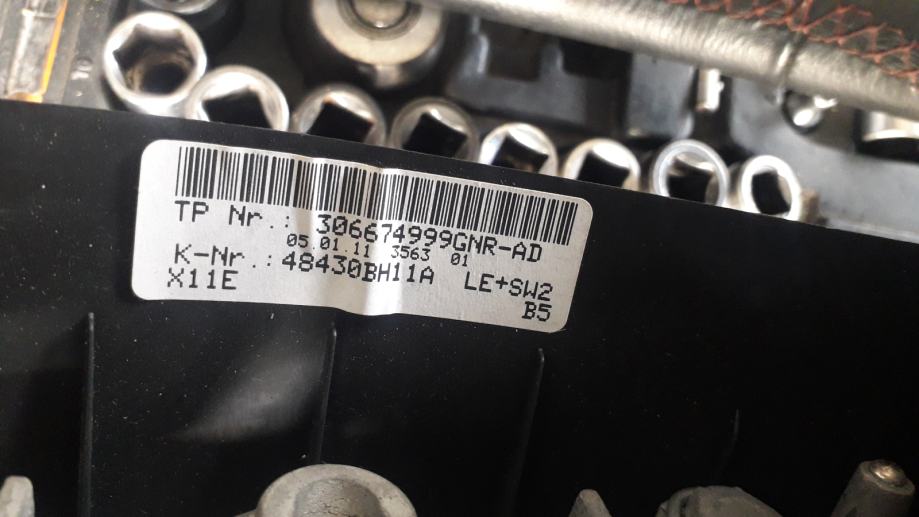 TP Nr.: 306674999GNR-AD
05.01.11 3563 01
K-Nr.: 48430BH11A LE+SW2
X11E B5